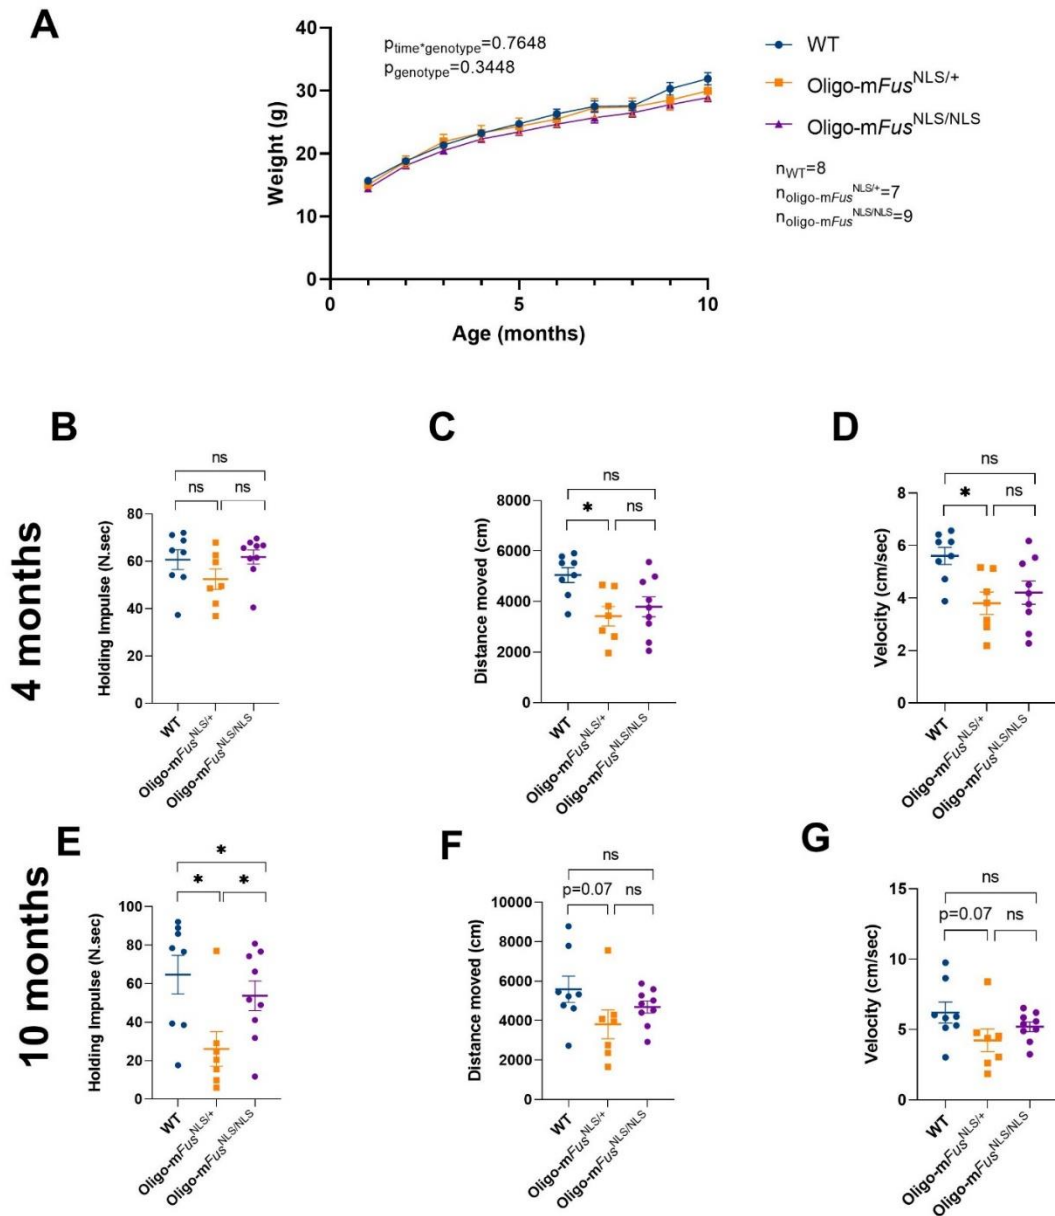 A
40
30
20
10
0
Weight (g)
0
5
10
Age (months)
p_time*genotype=0.7648
p_genotype=0.3448
WT
Oligo-mFus^NLS/+
Oligo-mFus^NLS/NLS
n_WT=8
n_oligo-mFus^NLS/+=7
n_oligo-mFus^NLS/NLS=9
4 months
B
ns
ns
ns
80
60
40
20
0
Holding Impulse (N.sec)
WT
Oligo-mFus^NLS/+
Oligo-mFus^NLS/NLS
C
ns
*
ns
8000
6000
4000
2000
0
Distance moved (cm)
WT
Oligo-mFus^NLS/+
Oligo-mFus^NLS/NLS
D
ns
*
ns
8
6
4
2
0
Velocity (cm/sec)
WT
Oligo-mFus^NLS/+
Oligo-mFus^NLS/NLS
10 months
E
*
*
*
100
80
60
40
20
0
Holding Impulse (N.sec)
WT
Oligo-mFus^NLS/+
Oligo-mFus^NLS/NLS
F
ns
p=0.07
ns
10000
8000
6000
4000
2000
0
Distance moved (cm)
WT
Oligo-mFus^NLS/+
Oligo-mFus^NLS/NLS
G
ns
p=0.07
ns
15
10
5
0
Velocity (cm/sec)
WT
Oligo-mFus^NLS/+
Oligo-mFus^NLS/NLS